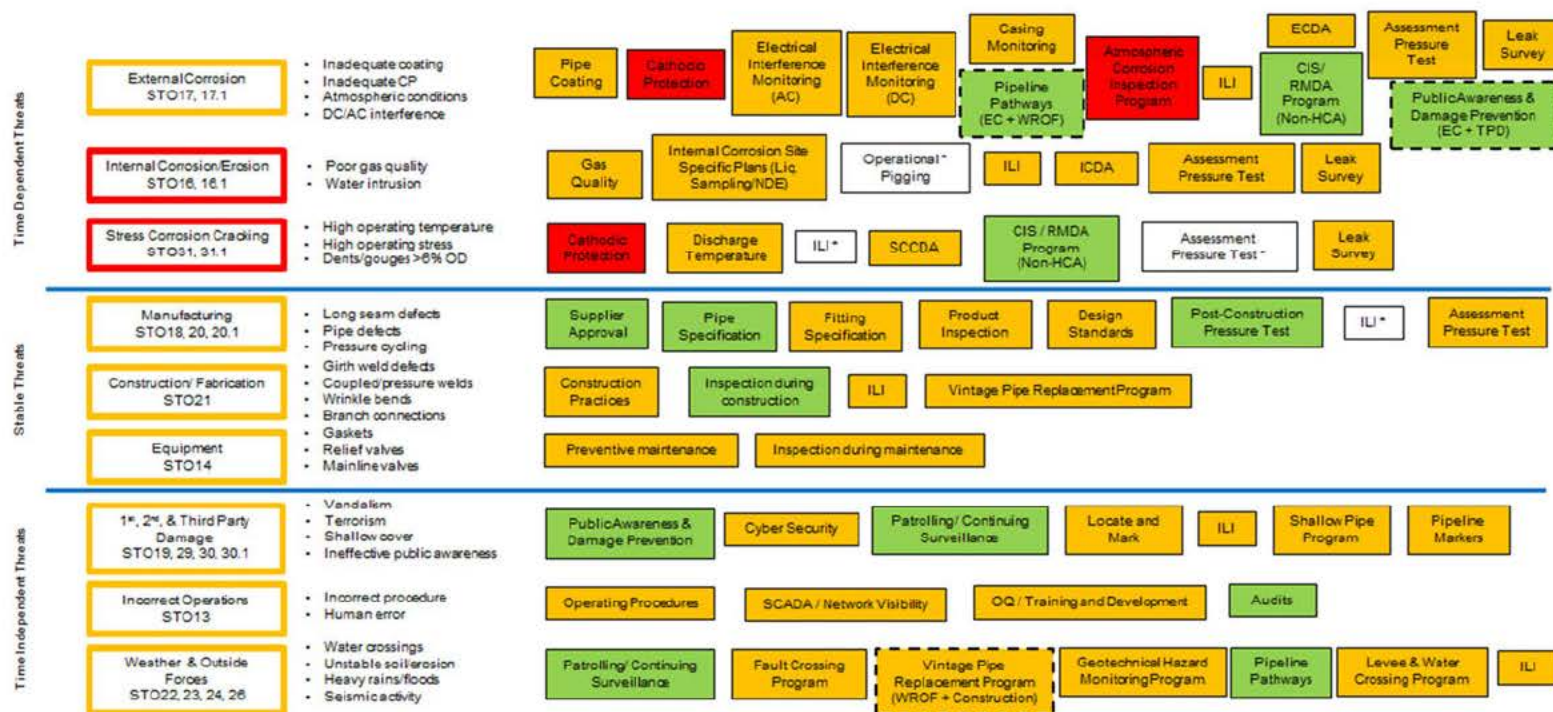 Time Dependent Threats
External Corrosion
STO17, 17.1
• Inadequate coating
• Inadequate CP
• Atmospheric conditions
• DC/AC interference
Pipe
Coating
Cathodic
Protection
Electrical
Interference
Monitoring
(AC)
Electrical
Interference
Monitoring
(DC)
Casing
Monitoring
Pipeline
Pathways
(EC + WROF)
Atmospheric
Corrosion
Inspection
Program
ILI
ECDA
CIS/
RMDA
Program
(Non-HCA)
Assessment
Pressure
Test
Leak
Survey
Public Awareness &
Damage Prevention
(EC + TPD)
Internal Corrosion/Erosion
STO16, 16.1
• Poor gas quality
• Water intrusion
Gas
Quality
Internal Corrosion Site
Specific Plans (Liq.
Sampling/NDE)
Operational *
Pigging
ILI
ICDA
Assessment
Pressure Test
Leak
Survey
Stress Corrosion Cracking
STO31, 31.1
• High operating temperature
• High operating stress
• Dents/gouges >6% OD
Cathodic
Protection
Discharge
Temperature
ILI *
SCCDA
CIS / RMDA
Program
(Non-HCA)
Assessment
Pressure Test *
Leak
Survey
Stable Threats
Manufacturing
STO18, 20, 20.1
• Long seam defects
• Pipe defects
• Pressure cycling
Supplier
Approval
Pipe
Specification
Fitting
Specification
Product
Inspection
Design
Standards
Post-Construction
Pressure Test
ILI *
Assessment
Pressure Test
Construction/ Fabrication
STO21
• Girth weld defects
• Coupled/pressure welds
• Wrinkle bends
• Branch connections
Construction
Practices
Inspection during
construction
ILI
Vintage Pipe Replacement Program
Equipment
STO14
• Gaskets
• Relief valves
• Mainline valves
Preventive maintenance
Inspection during maintenance
Time Independent Threats
1st, 2nd, & Third Party
Damage
STO19, 29, 30, 30.1
• Vandalism
• Terrorism
• Shallow cover
• Ineffective public awareness
Public Awareness &
Damage Prevention
Cyber Security
Patrolling/ Continuing
Surveillance
Locate and
Mark
ILI
Shallow Pipe
Program
Pipeline
Markers
Incorrect Operations
STO13
• Incorrect procedure
• Human error
Operating Procedures
SCADA / Network Visibility
OQ / Training and Development
Audits
Weather & Outside
Forces
STO22, 23, 24, 26
• Water crossings
• Unstable soil/erosion
• Heavy rains/floods
• Seismic activity
Patrolling/ Continuing
Surveillance
Fault Crossing
Program
Vintage Pipe
Replacement Program
(WROF + Construction)
Geotechnical Hazard
Monitoring Program
Pipeline
Pathways
Levee & Water
Crossing Program
ILI